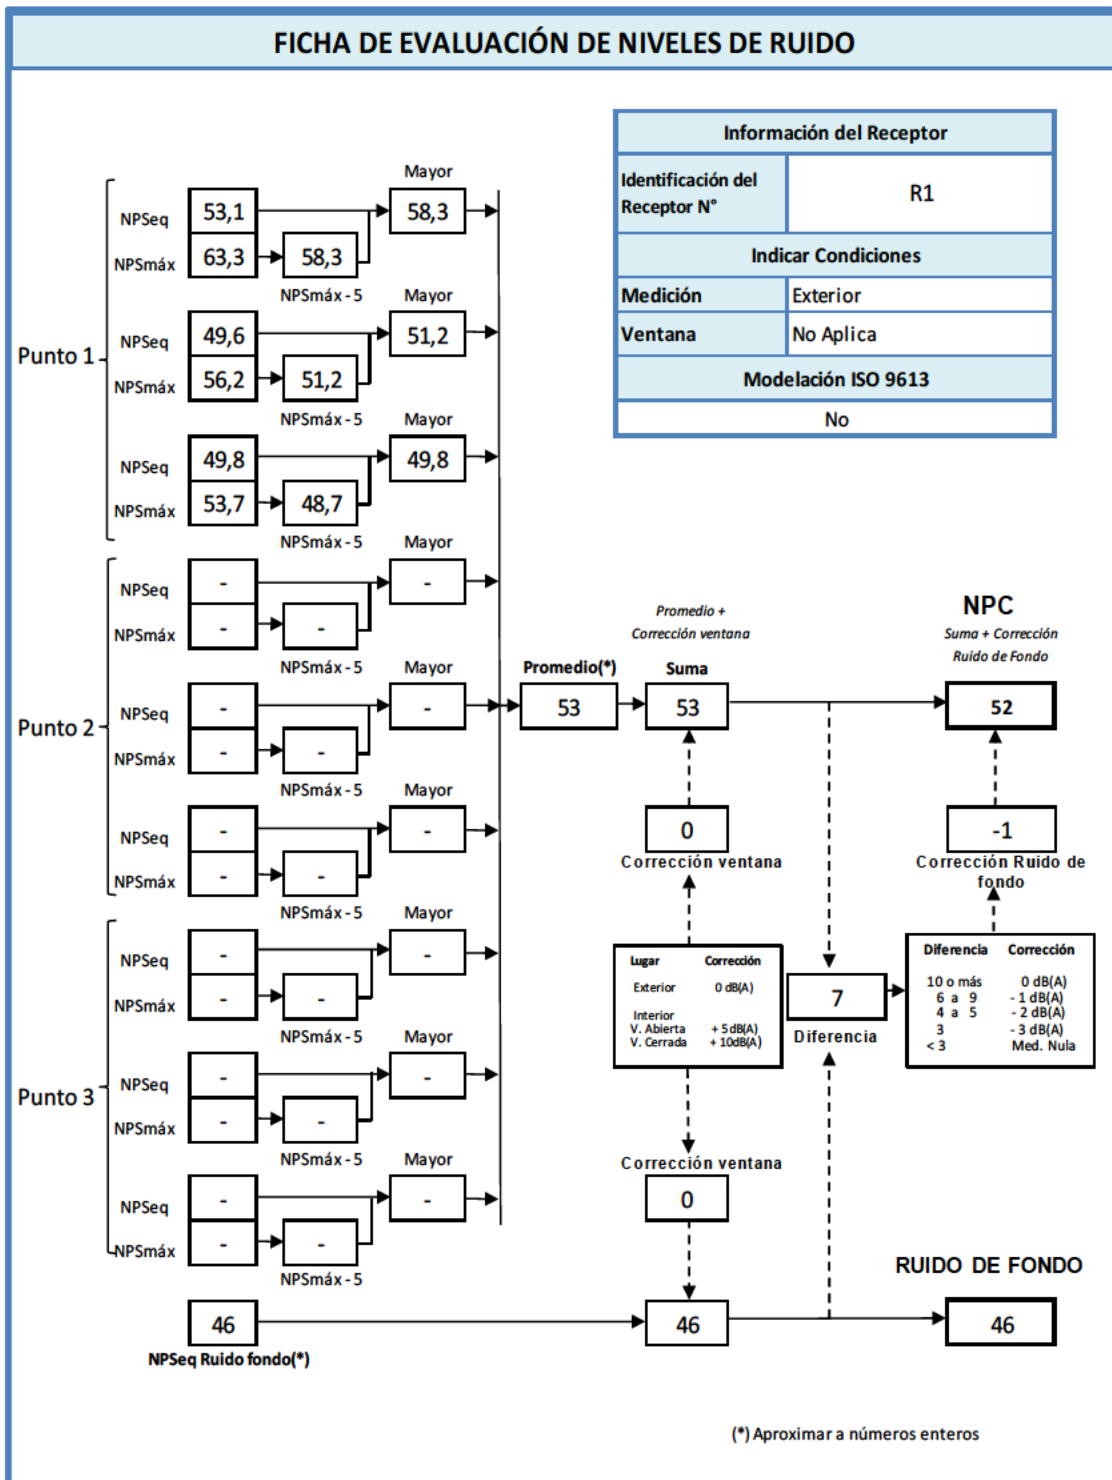 FICHA DE EVALUACIÓN DE NIVELES DE RUIDO
Información del Receptor
Identificación del Receptor N° R1
Indicar Condiciones
Medición Exterior
Ventana No Aplica
Modelación ISO 9613
No
Punto 1
Mayor
NPSeq 53,1 58,3
NPSmáx 63,3 58,3
NPSmáx - 5 Mayor
NPSeq 49,6 51,2
NPSmáx 56,2 51,2
NPSmáx - 5 Mayor
NPSeq 49,8 49,8
NPSmáx 53,7 48,7
NPSmáx - 5 Mayor
Punto 2
NPSeq - -
NPSmáx - -
NPSmáx - 5 Mayor
NPSeq - -
NPSmáx - -
NPSmáx - 5 Mayor
NPSeq - -
NPSmáx - -
NPSmáx - 5 Mayor
Punto 3
NPSeq - -
NPSmáx - -
NPSmáx - 5 Mayor
NPSeq - -
NPSmáx - -
NPSmáx - 5 Mayor
NPSeq - -
NPSmáx - -
NPSmáx - 5
Promedio(*)
53
Promedio +
Corrección ventana
Suma
53
NPC
Suma + Corrección
Ruido de Fondo
52
0
Corrección ventana
-1
Corrección Ruido de
fondo
Lugar Corrección
Exterior 0 dB(A)
Interior
V. Abierta + 5 dB(A)
V. Cerrada + 10dB(A)
7
Diferencia
Diferencia Corrección
10 o más 0 dB(A)
6 a 9 - 1 dB(A)
4 a 5 - 2 dB(A)
3 - 3 dB(A)
< 3 Med. Nula
Corrección ventana
0
RUIDO DE FONDO
46 46 46
NPSeq Ruido fondo(*)
(*) Aproximar a números enteros